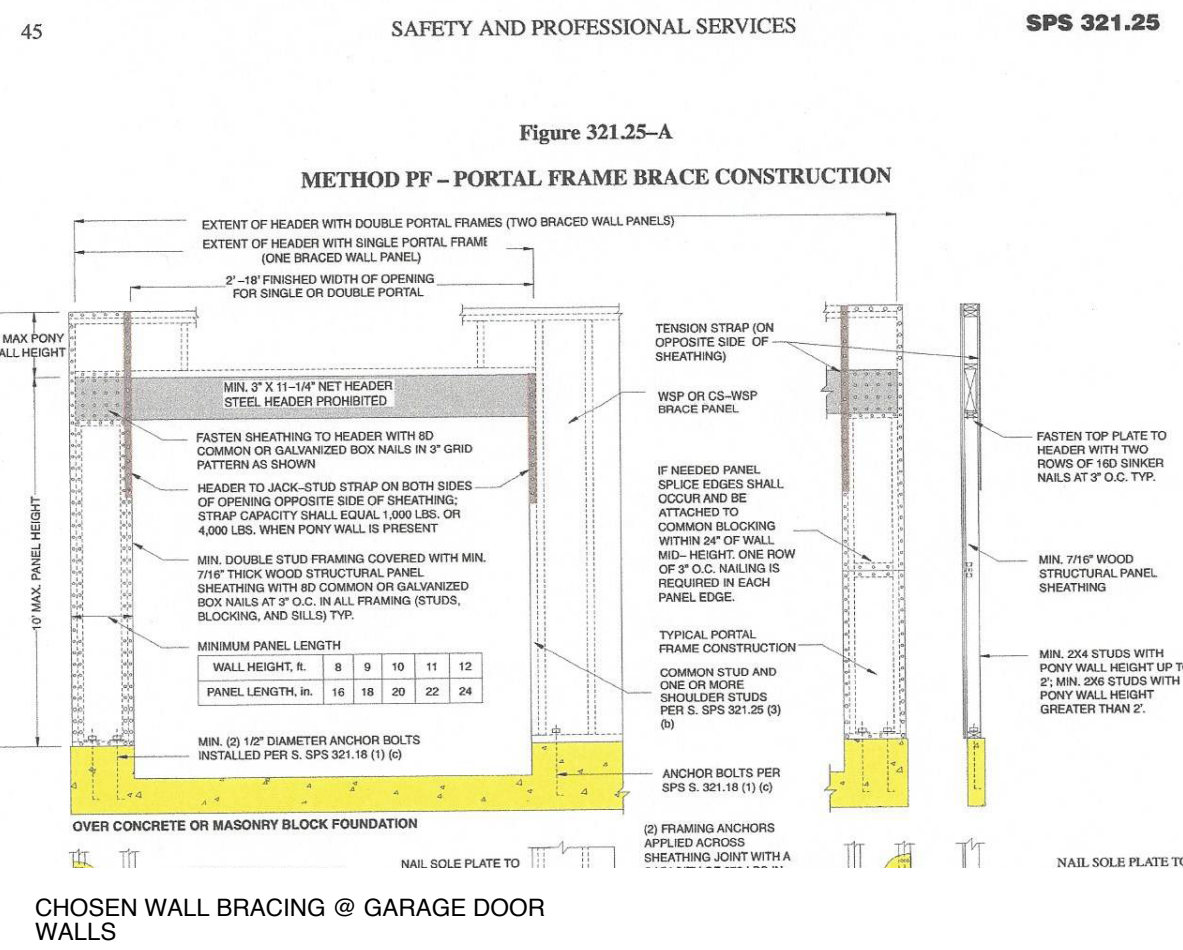 45
SAFETY AND PROFESSIONAL SERVICES
SPS 321.25
Figure 321.25–A
METHOD PF – PORTAL FRAME BRACE CONSTRUCTION
EXTENT OF HEADER WITH DOUBLE PORTAL FRAMES (TWO BRACED WALL PANELS)
EXTENT OF HEADER WITH SINGLE PORTAL FRAME
(ONE BRACED WALL PANEL)
2' –18' FINISHED WIDTH OF OPENING
FOR SINGLE OR DOUBLE PORTAL
MAX PONY
HEIGHT
10' MAX. PANEL HEIGHT
MIN. 3" X 11–1/4" NET HEADER
STEEL HEADER PROHIBITED
FASTEN SHEATHING TO HEADER WITH 8D
COMMON OR GALVANIZED BOX NAILS IN 3" GRID
PATTERN AS SHOWN
HEADER TO JACK–STUD STRAP ON BOTH SIDES
OF OPENING OPPOSITE SIDE OF SHEATHING;
STRAP CAPACITY SHALL EQUAL 1,000 LBS. OR
4,000 LBS. WHEN PONY WALL IS PRESENT
MIN. DOUBLE STUD FRAMING COVERED WITH MIN.
7/16" THICK WOOD STRUCTURAL PANEL
SHEATHING WITH 8D COMMON OR GALVANIZED
BOX NAILS AT 3" O.C. IN ALL FRAMING (STUDS,
BLOCKING, AND SILLS) TYP.
MINIMUM PANEL LENGTH
WALL HEIGHT, ft. 8 9 10 11 12
PANEL LENGTH, in. 16 18 20 22 24
MIN. (2) 1/2" DIAMETER ANCHOR BOLTS
INSTALLED PER S. SPS 321.18 (1) (c)
OVER CONCRETE OR MASONRY BLOCK FOUNDATION
TENSION STRAP (ON
OPPOSITE SIDE OF
SHEATHING)
WSP OR CS–WSP
BRACE PANEL
IF NEEDED PANEL
SPLICE EDGES SHALL
OCCUR AND BE
ATTACHED TO
COMMON BLOCKING
WITHIN 24" OF WALL
MID– HEIGHT. ONE ROW
OF 3" O.C. NAILING IS
REQUIRED IN EACH
PANEL EDGE.
TYPICAL PORTAL
FRAME CONSTRUCTION
COMMON STUD AND
ONE OR MORE
SHOULDER STUDS
PER S. SPS 321.25 (3)
(b)
ANCHOR BOLTS PER
SPS S. 321.18 (1) (c)
FASTEN TOP PLATE TO
HEADER WITH TWO
ROWS OF 16D SINKER
NAILS AT 3" O.C. TYP.
MIN. 7/16" WOOD
STRUCTURAL PANEL
SHEATHING
MIN. 2X4 STUDS WITH
PONY WALL HEIGHT UP TO
2'; MIN. 2X6 STUDS WITH
PONY WALL HEIGHT
GREATER THAN 2'.
NAIL SOLE PLATE TO
(2) FRAMING ANCHORS
APPLIED ACROSS
SHEATHING JOINT WITH A
NAIL SOLE PLATE TO
CHOSEN WALL BRACING @ GARAGE DOOR
WALLS